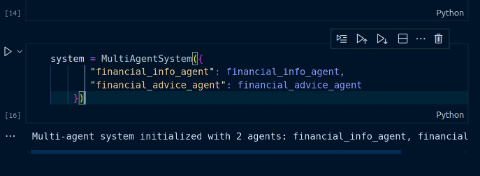 [14]
Python
system = MultiAgentSystem({
"financial_info_agent": financial_info_agent,
"financial_advice_agent": financial_advice_agent
})
[16]
Python
Multi-agent system initialized with 2 agents: financial_info_agent, financial